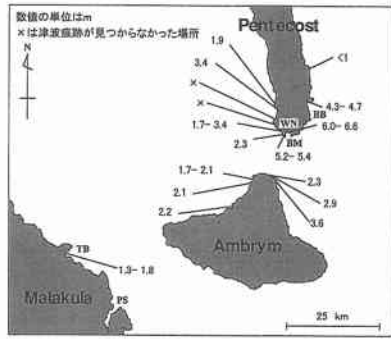 数値の単位はm
×は津波痕跡が見つからなかった場所
N
Pentecost
1.9
<1
3.4
×
×
4.3-4.7
BB
WN
1.7-3.4
6.0-6.6
2.3
BM
5.2-5.4
1.7-2.1
2.3
2.1
2.9
2.2
3.6
Ambrym
TB
1.3-1.8
Malakula
PS
25 km